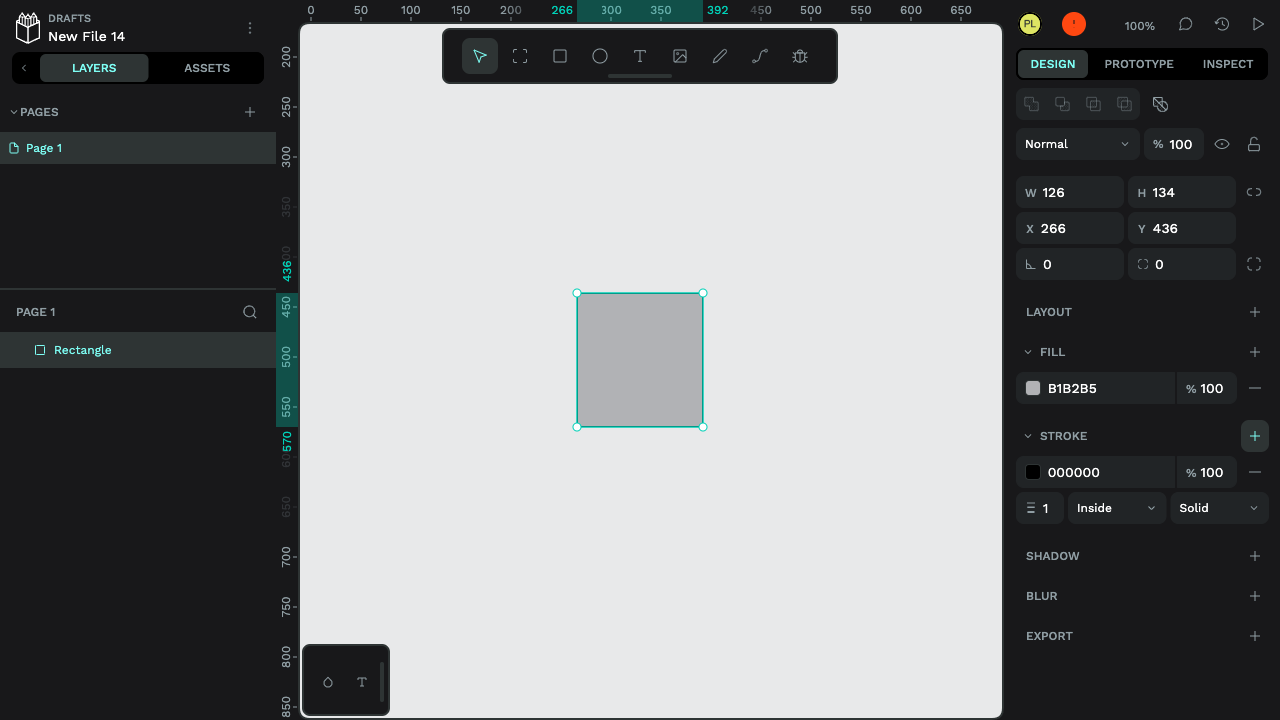 DRAFTS
New File 14
LAYERS
ASSETS
PAGES
Page 1
PAGE 1
Rectangle
0 50 100 150 200 266 300 350 392 450 500 550 600 650
200
250
300
350
436
450
500
550
570
650
700
750
800
850
T
T
PL
100%
DESIGN
PROTOTYPE
INSPECT
Normal
% 100
W 126
H 134
X 266
Y 436
0
0
LAYOUT
FILL
B1B2B5
% 100
STROKE
000000
% 100
1
Inside
Solid
SHADOW
BLUR
EXPORT